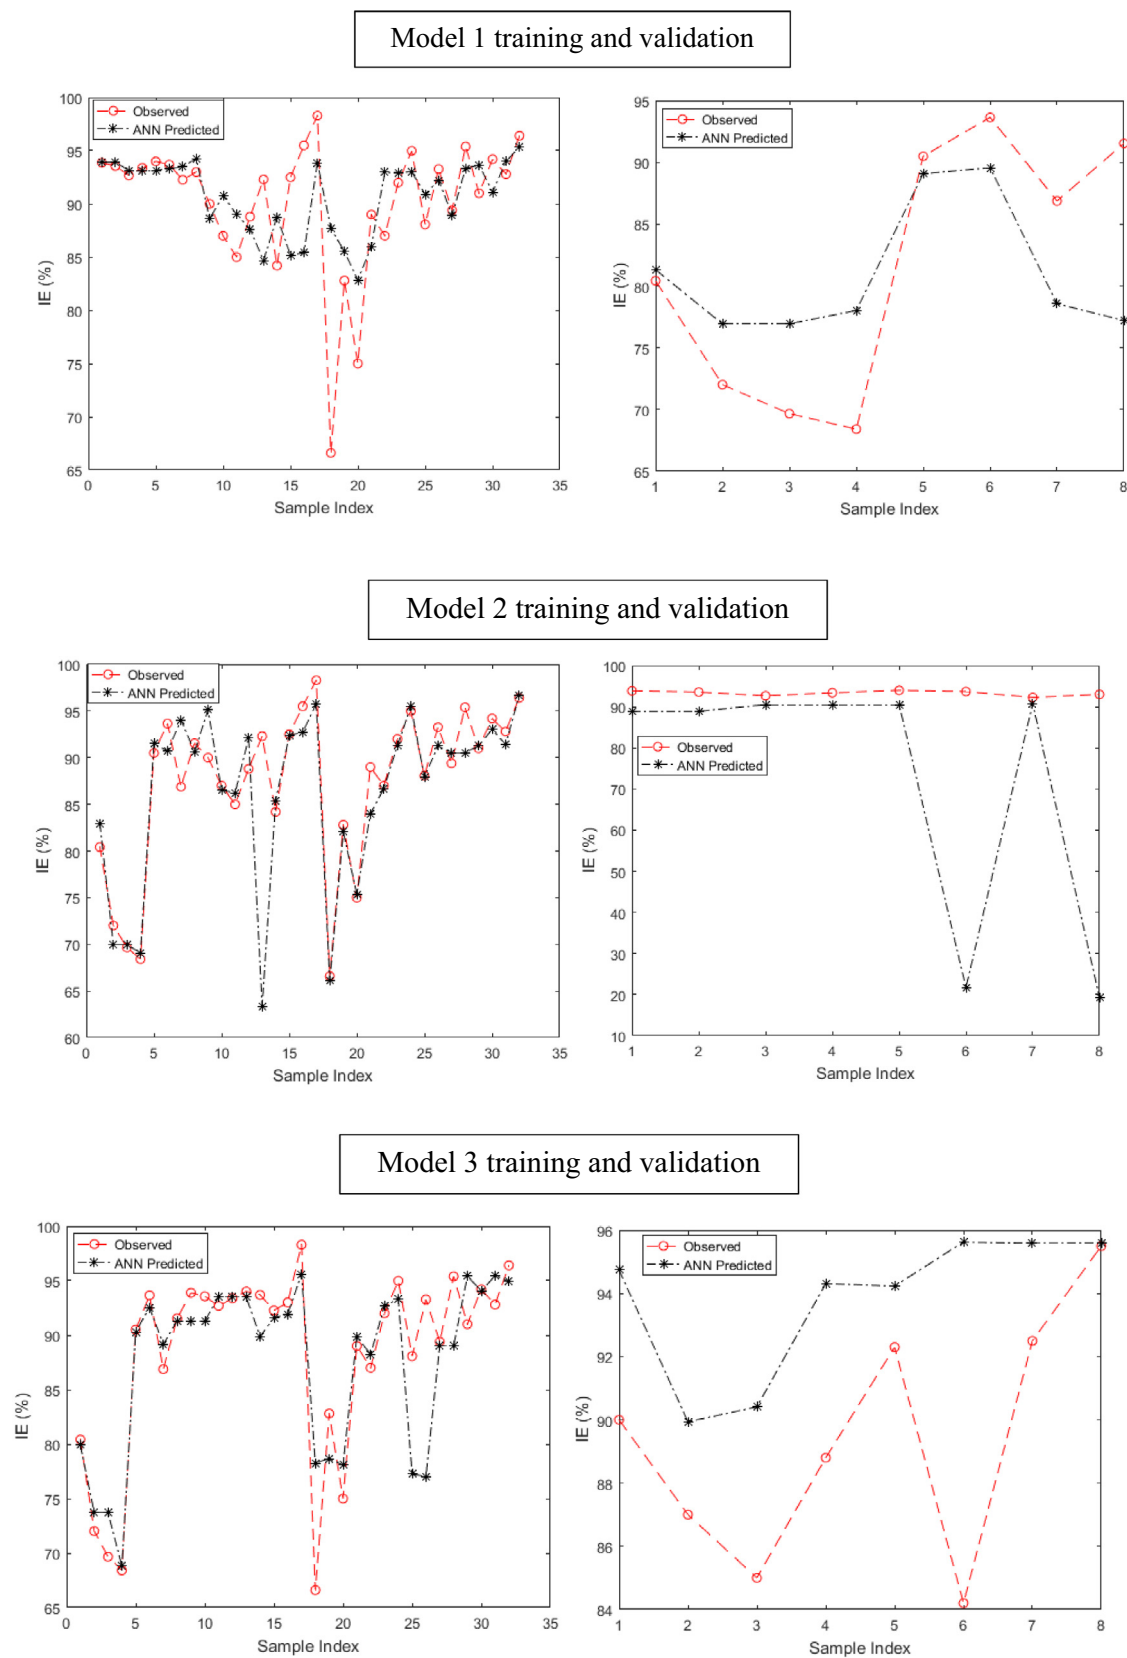 Model 1 training and validation
Observed
ANN Predicted
100
95
90
85
80
75
70
65
IE (%)
0 5 10 15 20 25 30 35
Sample Index
Observed
ANN Predicted
95
90
85
80
75
70
65
IE (%)
1 2 3 4 5 6 7 8
Sample Index
Model 2 training and validation
Observed
ANN Predicted
100
95
90
85
80
75
70
65
60
IE (%)
0 5 10 15 20 25 30 35
Sample Index
100
90
80
70
60
50
40
30
20
10
Observed
ANN Predicted
IE (%)
1 2 3 4 5 6 7 8
Sample Index
Model 3 training and validation
Observed
ANN Predicted
100
95
90
85
80
75
70
65
IE (%)
0 5 10 15 20 25 30 35
Sample Index
Observed
ANN Predicted
96
94
92
90
88
86
84
IE (%)
1 2 3 4 5 6 7 8
Sample Index